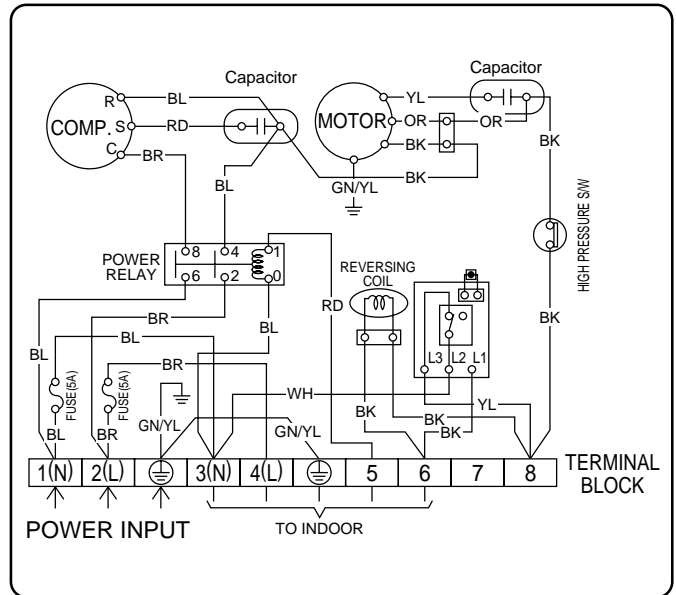 Capacitor
Capacitor
R
BL
YL
COMP.
S
RD
MOTOR
OR
OR
C
BR
BK
BK
BK
BL
GN/YL
HIGH PRESSURE S/W
POWER
RELAY
8
4
1
6
2
0
REVERSING
COIL
BR
BL
RD
BL
BL
BR
BK
L3 L2 L1
FUSE(5A)
FUSE(5A)
WH
YL
BL
BR
GN/YL
GN/YL
BK
BK
BK
1(N) 2(L) 3(N) 4(L) 5 6 7 8
TERMINAL
BLOCK
POWER INPUT
TO INDOOR